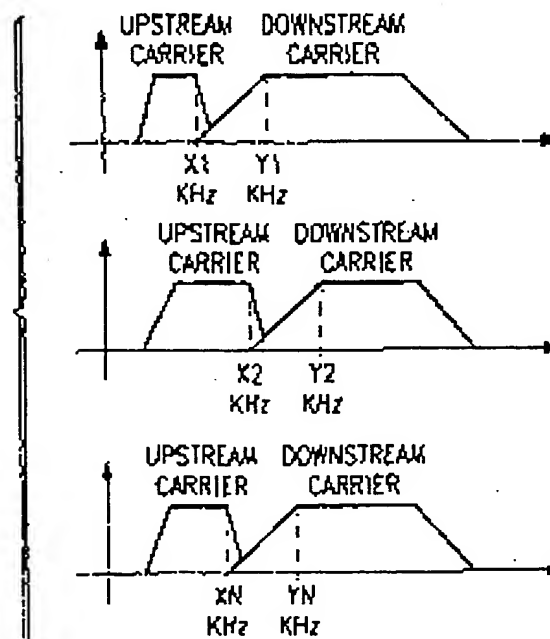 UPSTREAM DOWNSTREAM
CARRIER CARRIER
X1 Y1
KHz KHz
UPSTREAM DOWNSTREAM
CARRIER CARRIER
X2 Y2
KHz KHz
UPSTREAM DOWNSTREAM
CARRIER CARRIER
XN YN
KHz KHz